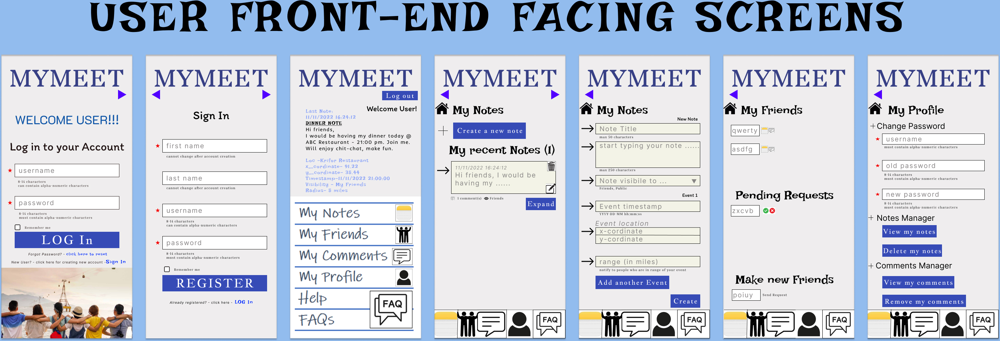 USER FRONT-END FACING SCREENS
MYMEET
WELCOME USER!!!
Log in to your Account
★ username
8-14 characters
can contain alpha-numeric characters
★ password
8-14 characters
must contain alpha-numeric characters
Remember me
LOG In
Forgot Password? - click here to reset
New User? - click here for creating new account -Sign In
MYMEET
Sign In
★ first name
cannot change after account creation
last name
cannot change after account creation
★ username
8-14 characters
can contain alpha-numeric characters
★ password
8-14 characters
must contain alpha-numeric characters
Remember me
REGISTER
Already registered? - click here - LOG In
MYMEET
Log out
Welcome User!
Last Note:
11/11/2022 16:24:12
DINNER NOTE
Hi friends,
I would be having my dinner today @
ABC Restaurant - 21:00 pm. Join me.
Will enjoy chit-chat, make fun.
Loc -Krifor Restaurant
x_cordinate- 91.22
y_cordinate- 35.44
Timestamp-11/11/2022 21:00:00
Visibility - My Friends
Radius- 5 miles
My Notes
My Friends
My Comments
My Profile
Help
FAQs
FAQ
MYMEET
My Notes
+ Create a new note
My recent Notes (1)
11/11/2022 16:24:12
Hi friends, I would be
having my ......
1 comment(s) Friends
Expand
FAQ
MYMEET
My Notes
New Note
Note Title
max 50 characters
start typing your note ......
max 250 characters
Note visibile to ... ▼
Friends, Public
Event 1
Event timestamp
YYYY-DD-MM hh:mm:ss
Event location
x-cordinate
y-cordinate
range (in miles)
notify to people who are in range of your event
Add another Event
Create
FAQ
MYMEET
My Friends
qwerty
asdfg
Pending Requests
zxcvb
Make new Friends
poiuy Send Request
FAQ
MYMEET
My Profile
+ Change Password
★ username
must contain alpha-numeric characters
★ old password
8-14 characters
must contain alpha-numeric characters
★ new password
8-14 characters
must contain alpha-numeric characters
+ Notes Manager
View my notes
Delete my notes
+ Comments Manager
View my comments
Remove my comments
FAQ